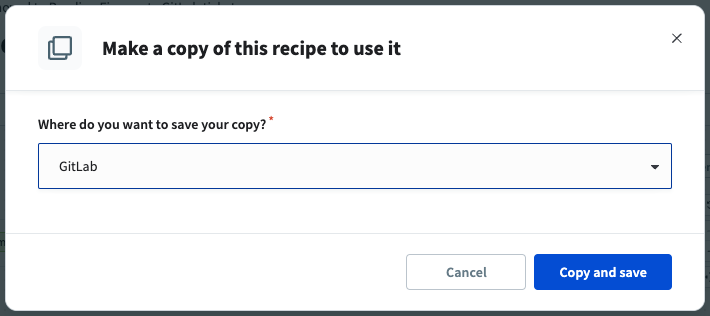 Make a copy of this recipe to use it
Where do you want to save your copy? *
GitLab
Cancel
Copy and save